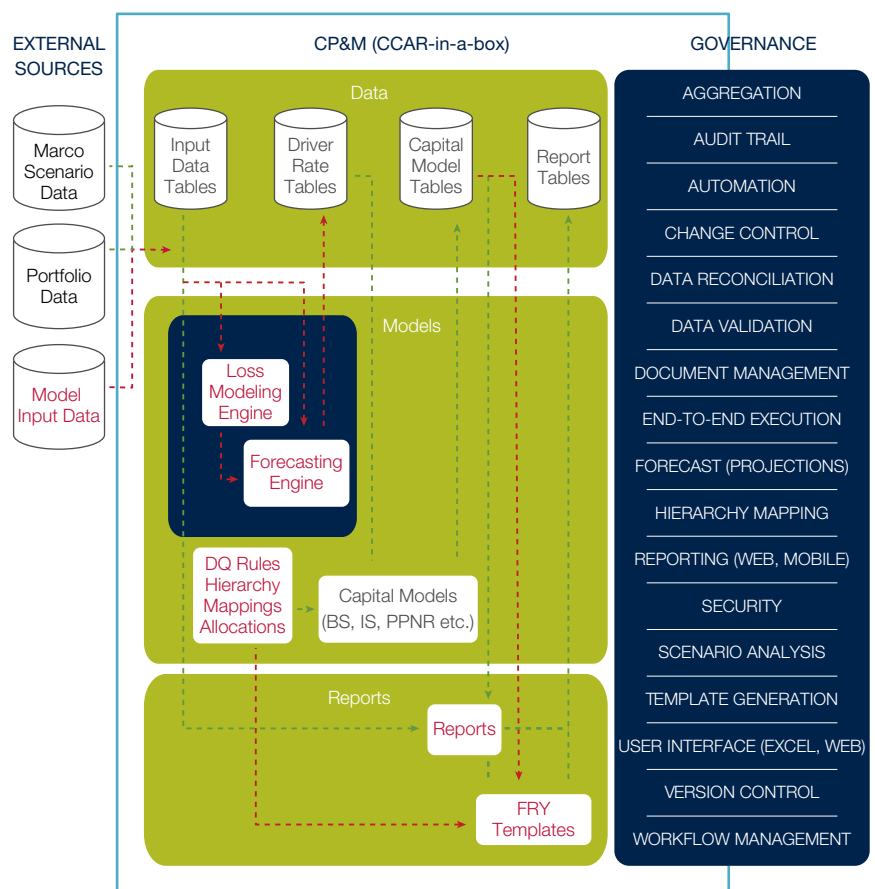 EXTERNAL
SOURCES
CP&M (CCAR-in-a-box)
GOVERNANCE
Marco
Scenario
Data
Portfolio
Data
Model
Input Data
Data
Input
Data
Tables
Driver
Rate
Tables
Capital
Model
Tables
Report
Tables
Models
Loss
Modeling
Engine
Forecasting
Engine
DQ Rules
Hierarchy
Mappings
Allocations
Capital Models
(BS, IS, PPNR etc.)
Reports
Reports
FRY
Templates
AGGREGATION
AUDIT TRAIL
AUTOMATION
CHANGE CONTROL
DATA RECONCILIATION
DATA VALIDATION
DOCUMENT MANAGEMENT
END-TO-END EXECUTION
FORECAST (PROJECTIONS)
HIERARCHY MAPPING
REPORTING (WEB, MOBILE)
SECURITY
SCENARIO ANALYSIS
TEMPLATE GENERATION
USER INTERFACE (EXCEL, WEB)
VERSION CONTROL
WORKFLOW MANAGEMENT